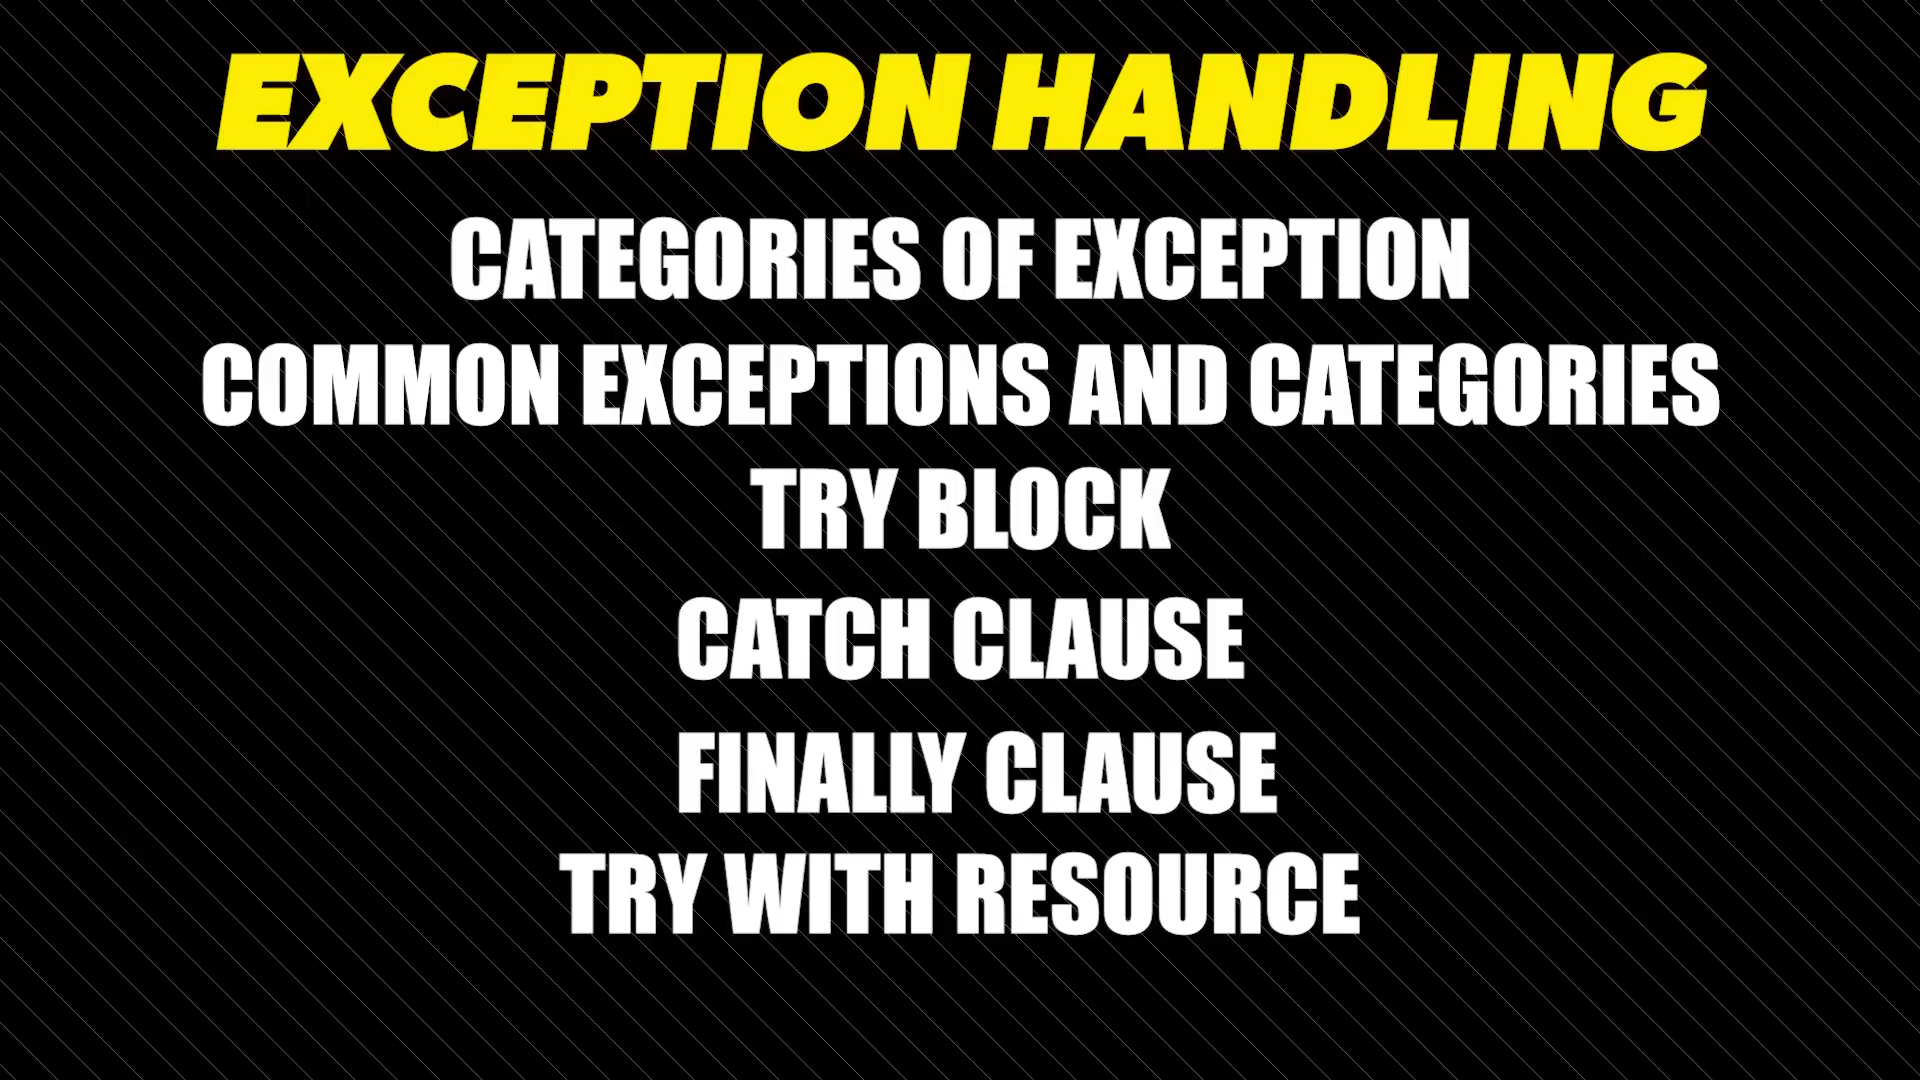 EXCEPTION HANDLING
CATEGORIES OF EXCEPTION
COMMON EXCEPTIONS AND CATEGORIES
TRY BLOCK
CATCH CLAUSE
FINALLY CLAUSE
TRY WITH RESOURCE